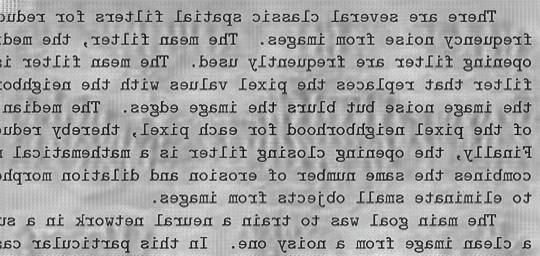 There are several classic spatial filters for reduc
frequency noise from images. The mean filter, the medi
opening filter are frequently used. The mean filter is
filter that replaces the pixel values with the neighbor
the image noise but blurs the image edges. The median
of the pixel neighborhood for each pixel, thereby reduc
Finally, the opening closing filter is a mathematical m
combines the same number of erosion and dilation morph
to eliminate small objects from images.
The main goal was to train a neural network in a su
a clean image from a noisy one. In this particular cas